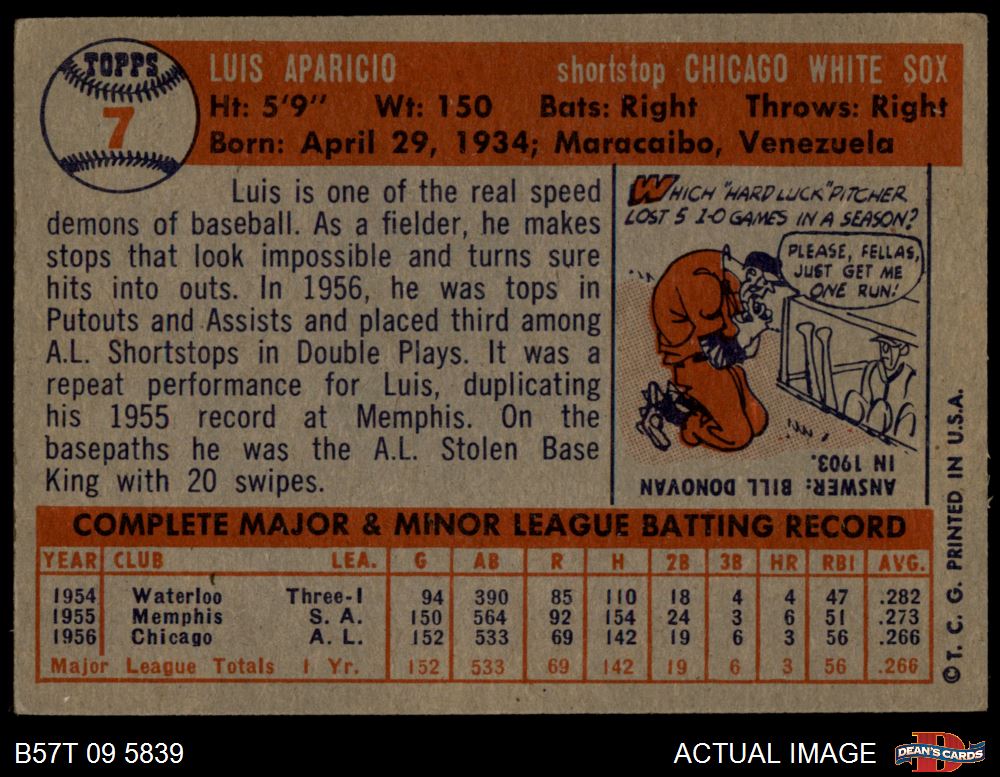 TOPPS
7
LUIS APARICIO shortstop CHICAGO WHITE SOX
Ht: 5'9" Wt: 150 Bats: Right Throws: Right
Born: April 29, 1934; Maracaibo, Venezuela
Luis is one of the real speed
demons of baseball. As a fielder, he makes
stops that look impossible and turns sure
hits into outs. In 1956, he was tops in
Putouts and Assists and placed third among
A.L. Shortstops in Double Plays. It was a
repeat performance for Luis, duplicating
his 1955 record at Memphis. On the
basepaths he was the A.L. Stolen Base
King with 20 swipes.
WHICH "HARD LUCK" PITCHER
LOST 5 1-0 GAMES IN A SEASON?
PLEASE, FELLAS,
JUST GET ME
ONE RUN!
ANSWER: BILL DONOVAN
IN 1903.
COMPLETE MAJOR & MINOR LEAGUE BATTING RECORD
YEAR CLUB LEA. G AB R H 2B 3B HR RBI AVG.
1954 Waterloo Three-I 94 390 85 110 18 4 4 47 .282
1955 Memphis S. A. 150 564 92 154 24 3 6 51 .273
1956 Chicago A. L. 152 533 69 142 19 6 3 56 .266
Major League Totals 1 Yr. 152 533 69 142 19 6 3 56 .266
© T. C. G. PRINTED IN U.S.A.
B57T 09 5839
ACTUAL IMAGE
DEAN'S CARDS